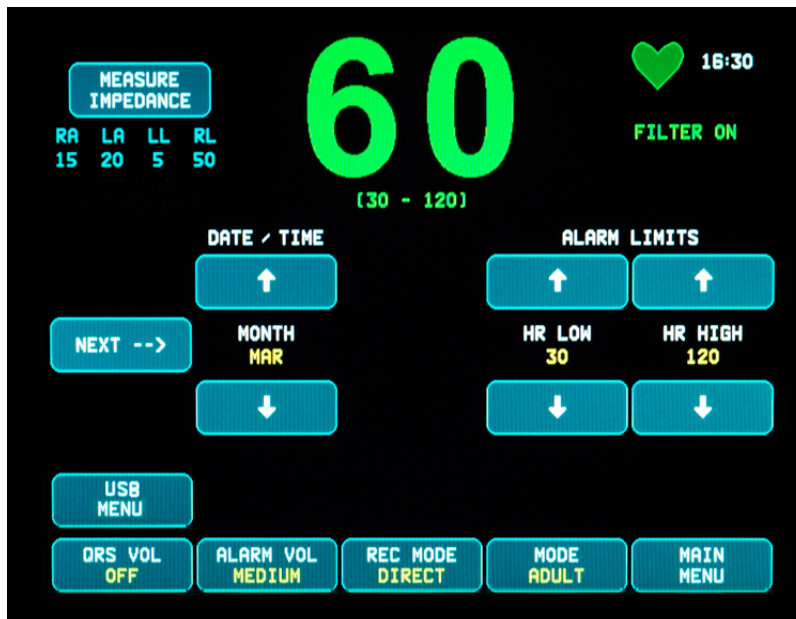 60
16:30
MEASURE
IMPEDANCE
FILTER ON
RA LA LL RL
15 20 5 50
(30 - 120)
DATE / TIME
ALARM LIMITS
NEXT -->
MONTH
MAR
HR LOW
30
HR HIGH
120
USB
MENU
QRS VOL
OFF
ALARM VOL
MEDIUM
REC MODE
DIRECT
MODE
ADULT
MAIN
MENU